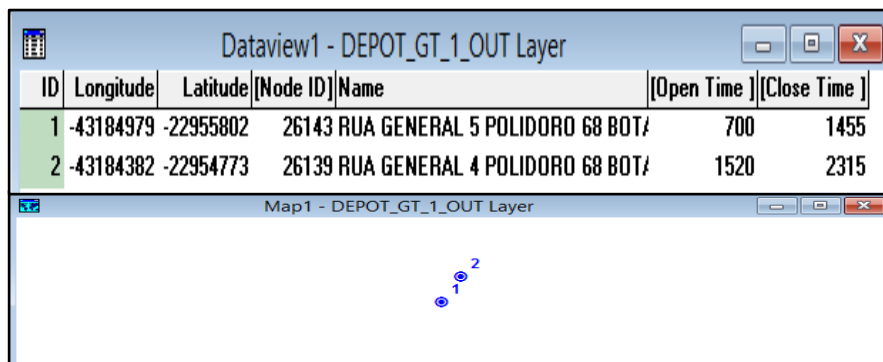 Dataview1 - DEPOT_GT_1_OUT Layer
ID Longitude Latitude [Node ID] Name [Open Time ] [Close Time ]
1 -43184979 -22955802 26143 RUA GENERAL 5 POLIDORO 68 BOTA 700 1455
2 -43184382 -22954773 26139 RUA GENERAL 4 POLIDORO 68 BOTA 1520 2315
Map1 - DEPOT_GT_1_OUT Layer
2
1